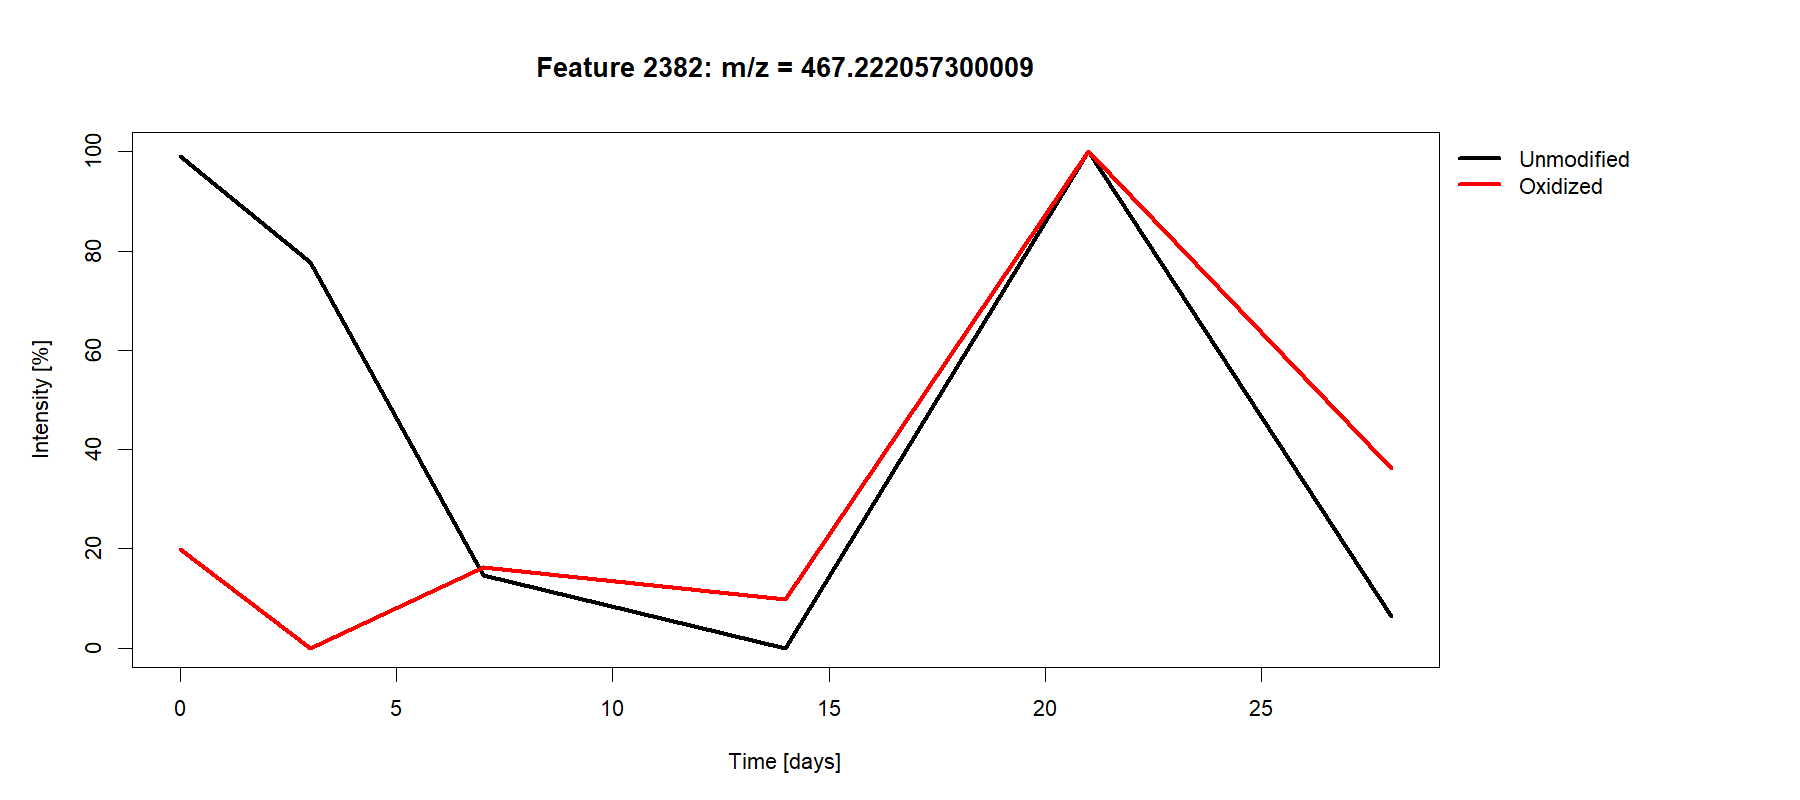 Feature 2382: m/z = 467.222057300009
Unmodified
Oxidized
Intensity [%]
100
80
60
40
20
0
0 5 10 15 20 25
Time [days]